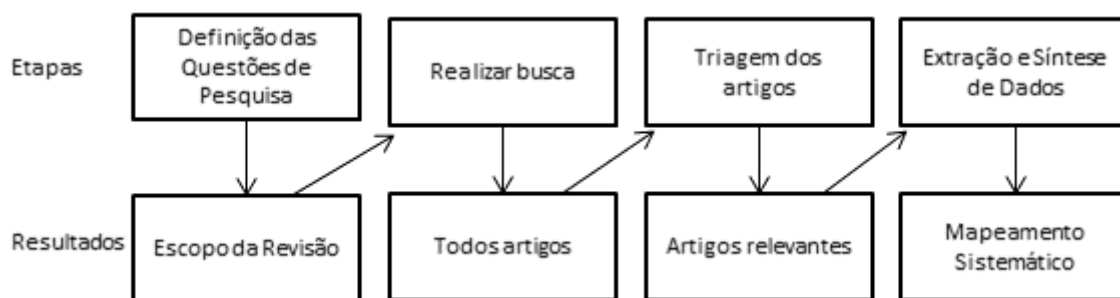 Etapas
Definição das
Questões de
Pesquisa
Realizar busca
Triagem dos
artigos
Extração e Síntese
de Dados
Resultados
Escopo da Revisão
Todos artigos
Artigos relevantes
Mapeamento
Sistemático